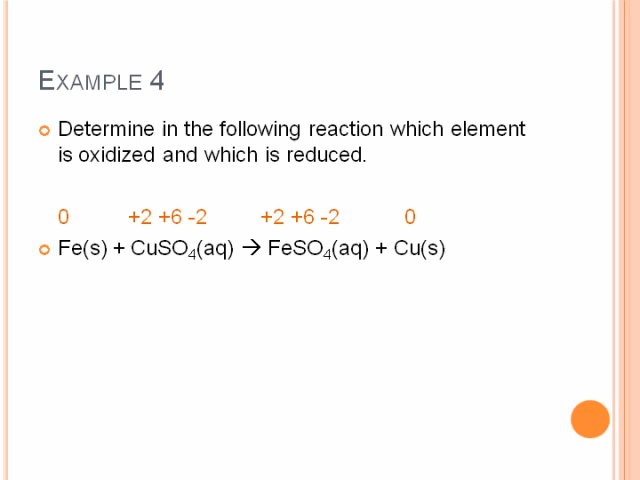 EXAMPLE 4
Determine in the following reaction which element
is oxidized and which is reduced.
0 +2 +6 -2 +2 +6 -2 0
Fe(s) + CuSO₄(aq) → FeSO₄(aq) + Cu(s)